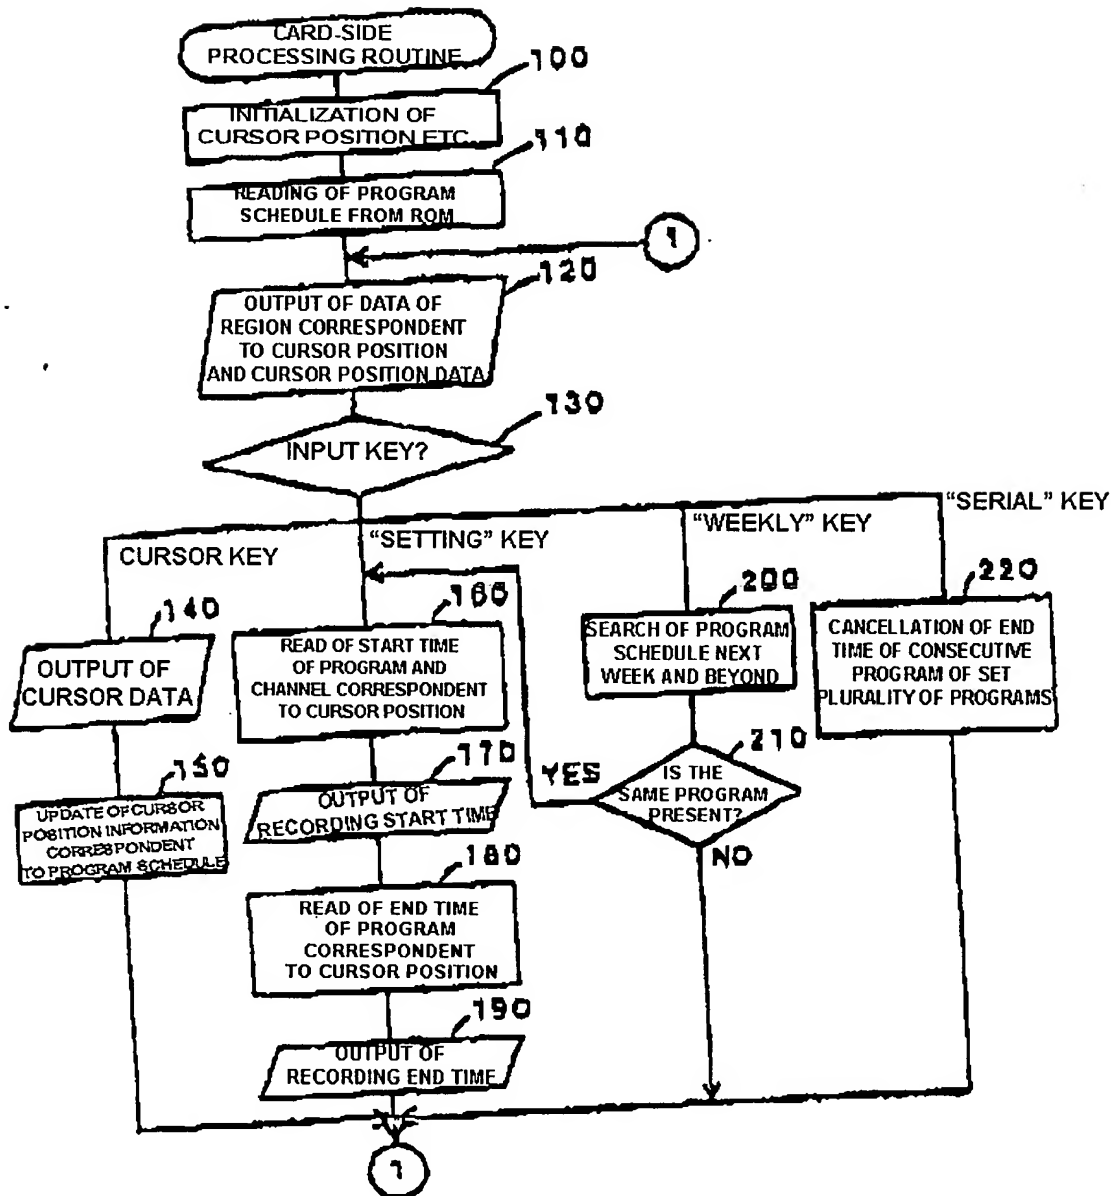 CARD-SIDE
PROCESSING ROUTINE
100
INITIALIZATION OF
CURSOR POSITION ETC
110
READING OF PROGRAM
SCHEDULE FROM ROM
1
120
OUTPUT OF DATA OF
REGION CORRESPONDENT
TO CURSOR POSITION
AND CURSOR POSITION DATA
130
INPUT KEY?
CURSOR KEY
"SETTING" KEY
"WEEKLY" KEY
"SERIAL" KEY
140
OUTPUT OF
CURSOR DATA
150
UPDATE OF CURSOR
POSITION INFORMATION
CORRESPONDENT
TO PROGRAM SCHEDULE
160
READ OF START TIME
OF PROGRAM AND
CHANNEL CORRESPONDENT
TO CURSOR POSITION
170
OUTPUT OF
RECORDING START TIME
180
READ OF END TIME
OF PROGRAM
CORRESPONDENT
TO CURSOR POSITION
190
OUTPUT OF
RECORDING END TIME
200
SEARCH OF PROGRAM
SCHEDULE NEXT
WEEK AND BEYOND
210
IS THE
SAME PROGRAM
PRESENT?
YES
NO
220
CANCELLATION OF END
TIME OF CONSECUTIVE
PROGRAM OF SET
PLURALITY OF PROGRAMS
1